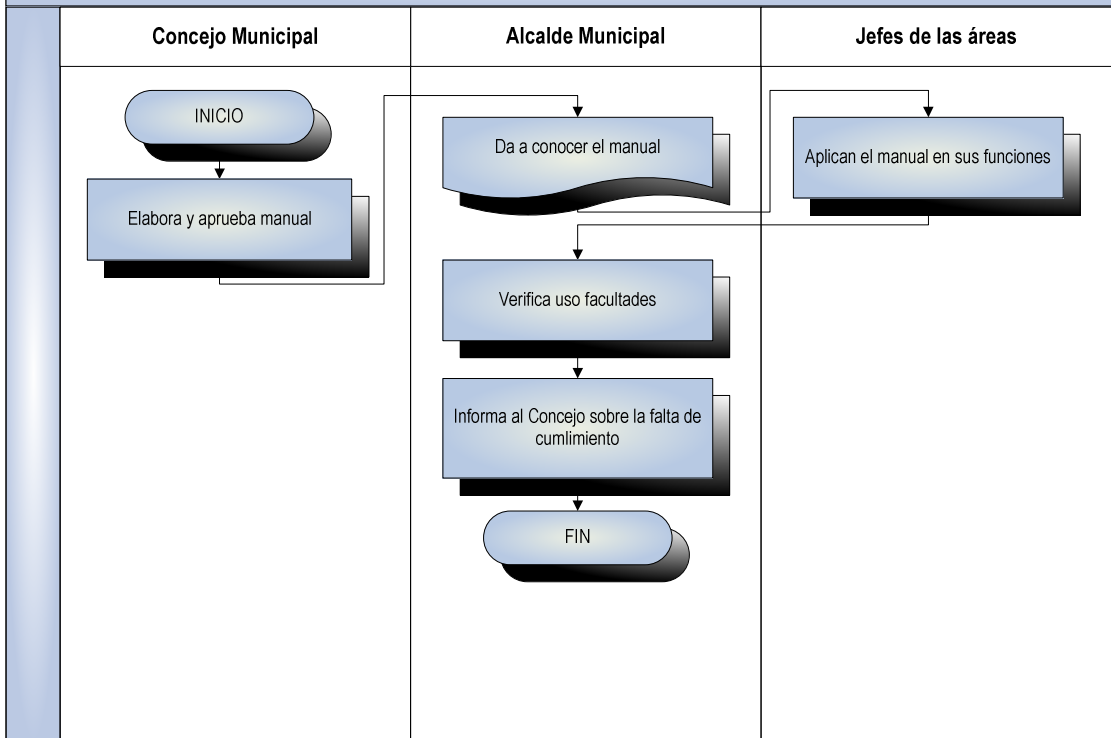 Concejo Municipal
Alcalde Municipal
Jefes de las áreas
INICIO
Elabora y aprueba manual
Da a conocer el manual
Aplican el manual en sus funciones
Verifica uso facultades
Informa al Concejo sobre la falta de
cumlimiento
FIN